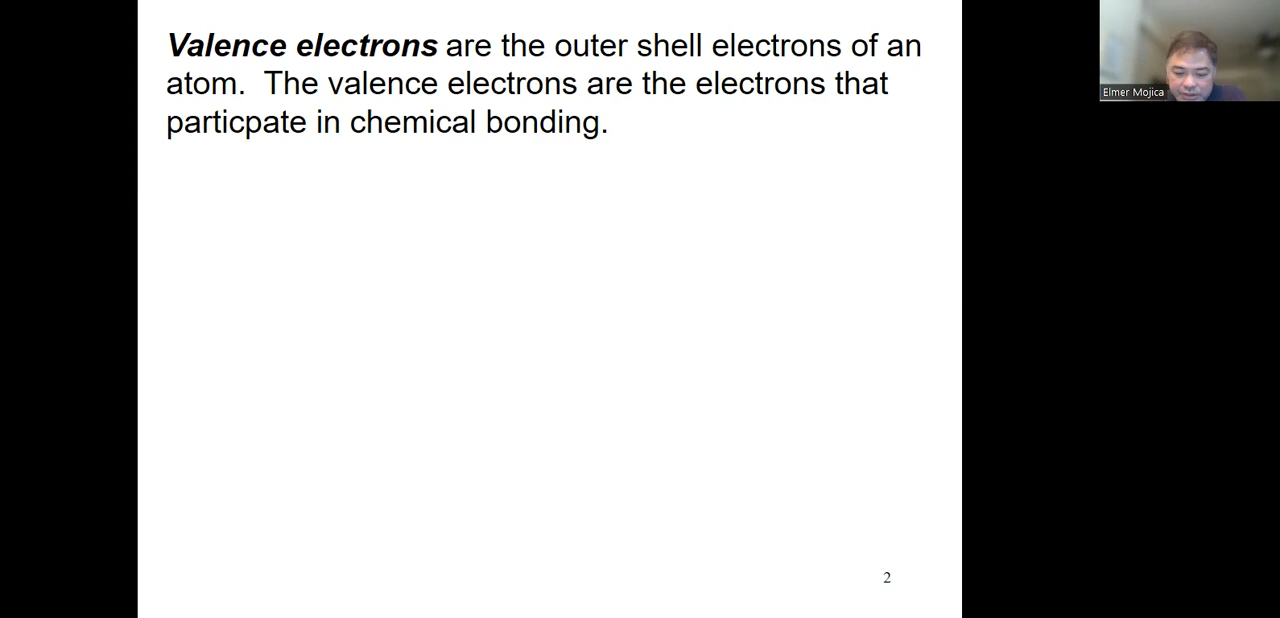 Valence electrons are the outer shell electrons of an
atom.  The valence electrons are the electrons that
particpate in chemical bonding.
Elmer Mojica
2